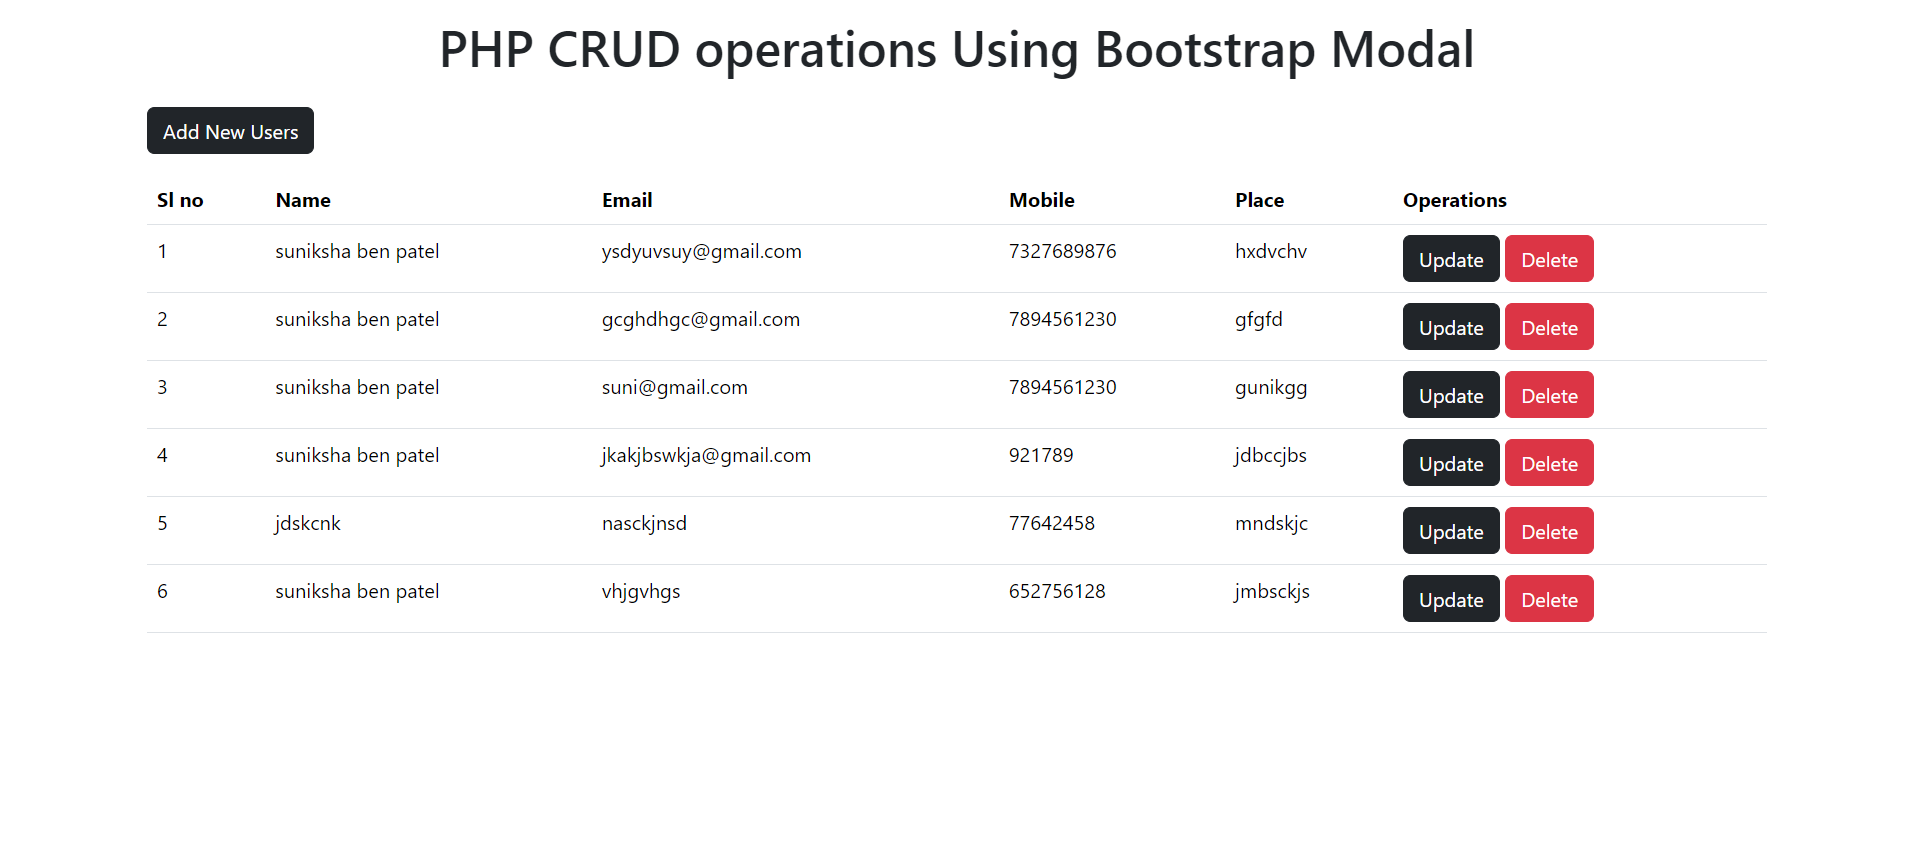 PHP CRUD operations Using Bootstrap Modal
Add New Users
Sl no Name Email Mobile Place Operations
1 suniksha ben patel ysdyuvsuy@gmail.com 7327689876 hxdvchv Update Delete
2 suniksha ben patel gcghdhgc@gmail.com 7894561230 gfgfd Update Delete
3 suniksha ben patel suni@gmail.com 7894561230 gunikgg Update Delete
4 suniksha ben patel jkakjbswkja@gmail.com 921789 jdbccjbs Update Delete
5 jdskcnk nasckjnsd 77642458 mndskjc Update Delete
6 suniksha ben patel vhjgvhgs 652756128 jmbsckjs Update Delete